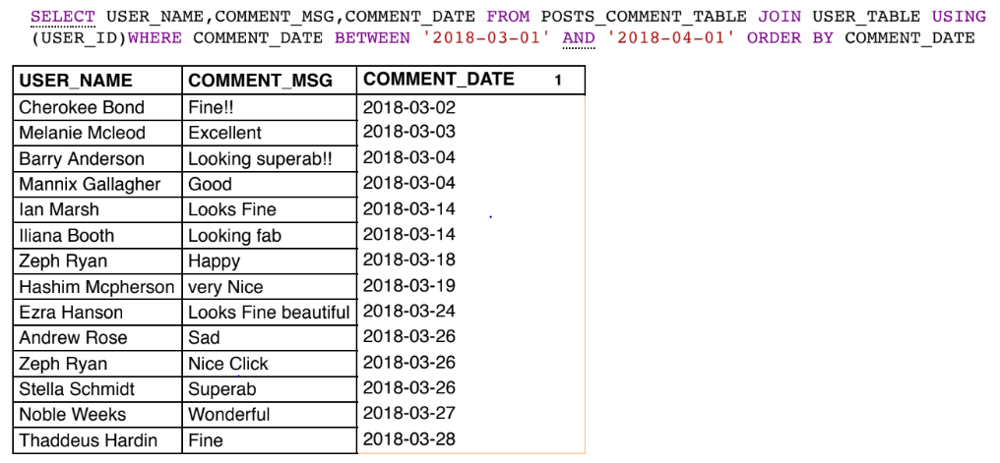 SELECT USER_NAME,COMMENT_MSG,COMMENT_DATE FROM POSTS_COMMENT_TABLE JOIN USER_TABLE USING
(USER_ID)WHERE COMMENT_DATE BETWEEN '2018-03-01' AND '2018-04-01' ORDER BY COMMENT_DATE
USER_NAME COMMENT_MSG COMMENT_DATE 1
Cherokee Bond Fine!! 2018-03-02
Melanie Mcleod Excellent 2018-03-03
Barry Anderson Looking superab!! 2018-03-04
Mannix Gallagher Good 2018-03-04
Ian Marsh Looks Fine 2018-03-14
Iliana Booth Looking fab 2018-03-14
Zeph Ryan Happy 2018-03-18
Hashim Mcpherson very Nice 2018-03-19
Ezra Hanson Looks Fine beautiful 2018-03-24
Andrew Rose Sad 2018-03-26
Zeph Ryan Nice Click 2018-03-26
Stella Schmidt Superab 2018-03-26
Noble Weeks Wonderful 2018-03-27
Thaddeus Hardin Fine 2018-03-28